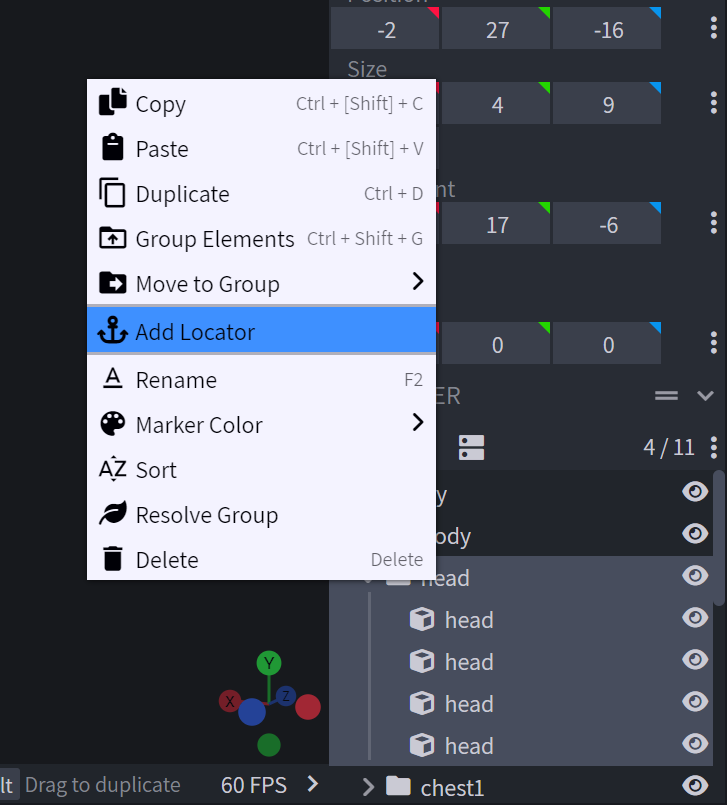 Position
-2 27 -16
Size
4 9
Copy Ctrl + [Shift] + C
Paste Ctrl + [Shift] + V
Duplicate Ctrl + D
nt
Group Elements Ctrl + Shift + G
17 -6
Move to Group
Add Locator
0 0
Rename F2
ER
Marker Color
4 / 11
Sort
y
Resolve Group
ody
Delete Delete
head
head
head
Y
X Z
head
head
lt Drag to duplicate 60 FPS
chest1